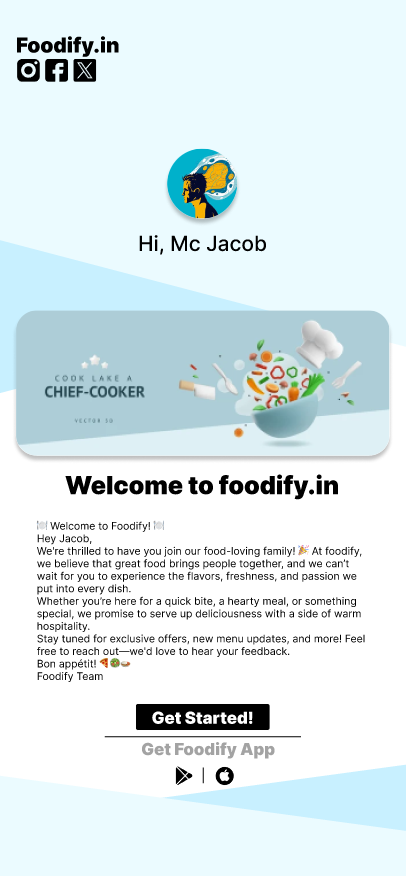 Foodify.in
Hi, Mc Jacob
COOK LAKE A
CHIEF-COOKER
VECTOR 3D
Welcome to foodify.in
🍽️ Welcome to Foodify! 🍽️
Hey Jacob,
We're thrilled to have you join our food-loving family! 🎉 At foodify,
we believe that great food brings people together, and we can't
wait for you to experience the flavors, freshness, and passion we
put into every dish.
Whether you're here for a quick bite, a hearty meal, or something
special, we promise to serve up deliciousness with a side of warm
hospitality.
Stay tuned for exclusive offers, new menu updates, and more! Feel
free to reach out—we'd love to hear your feedback.
Bon appétit! 🍕🥗🍛
Foodify Team
Get Started!
Get Foodify App